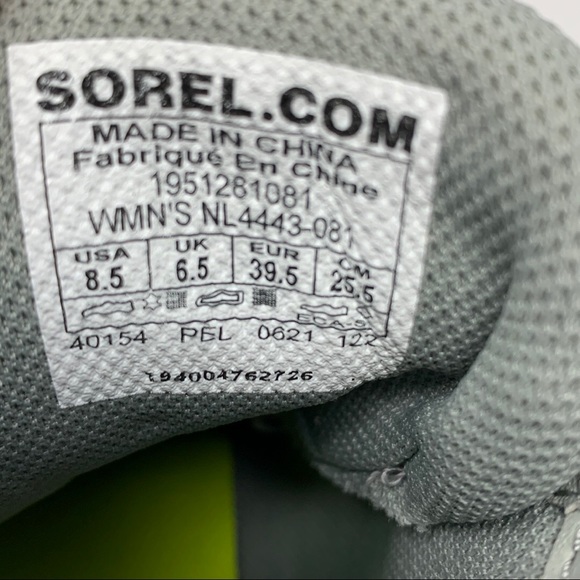 SOREL.COM
MADE IN CHINA
Fabriqué En Chine
1951281081
WMN'S NL4443-081
USA UK EUR CM
8.5 6.5 39.5 25.5
40154 PEL 0621 122
194004762726